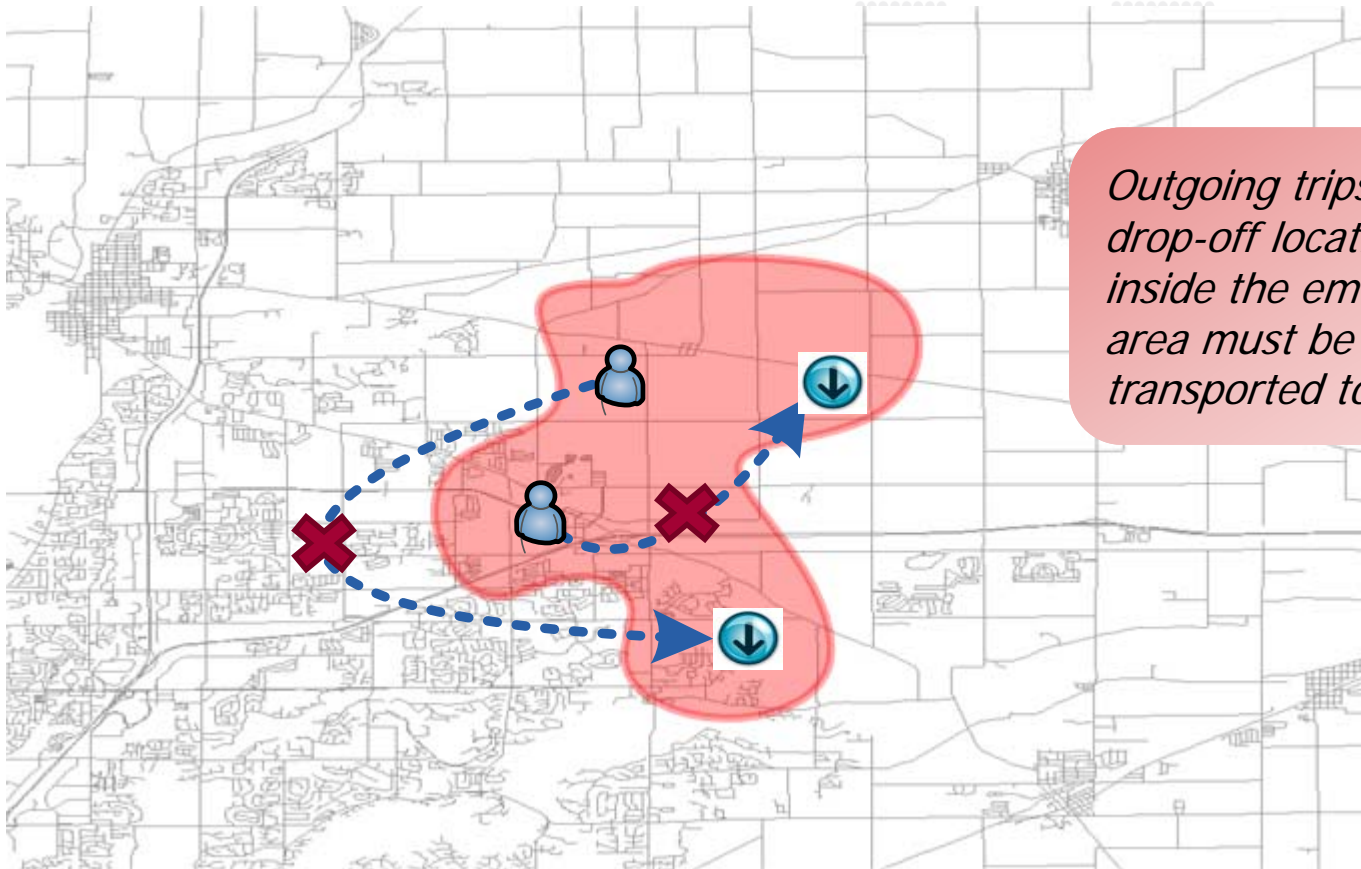 Outgoing trips
drop-off locat
inside the em
area must be
transported to